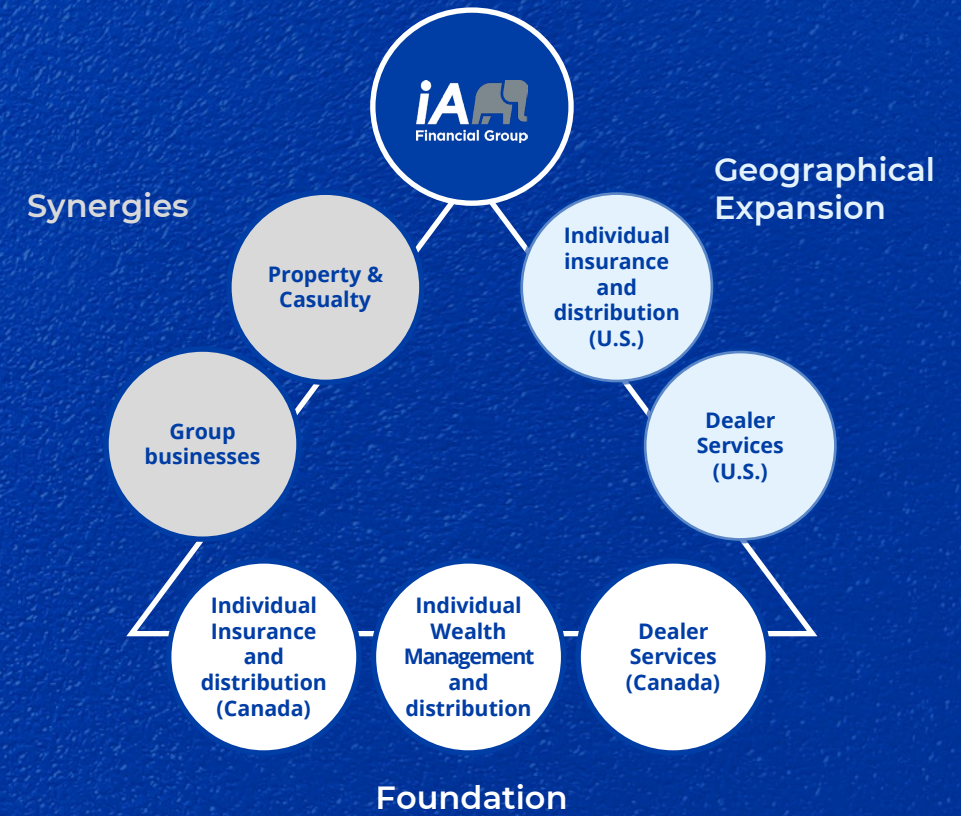 iA
Financial Group
Synergies
Geographical
Expansion
Property &
Casualty
Individual
insurance
and
distribution
(U.S.)
Group
businesses
Dealer
Services
(U.S.)
Individual
Insurance
and
distribution
(Canada)
Individual
Wealth
Management
and
distribution
Dealer
Services
(Canada)
Foundation